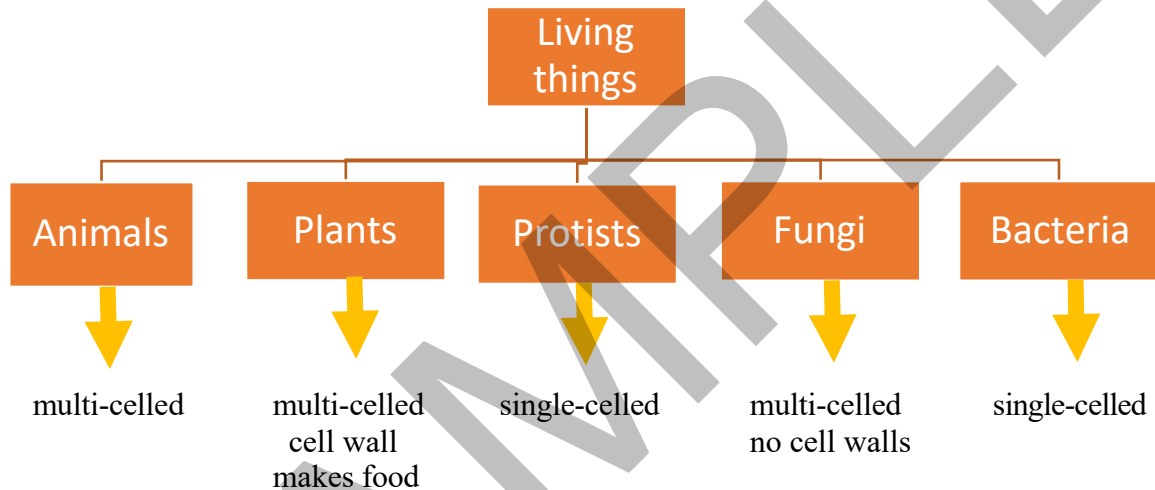 Living
things
Animals
Plants
Protists
Fungi
Bacteria
multi-celled
multi-celled
cell wall
makes food
single-celled
multi-celled
no cell walls
single-celled